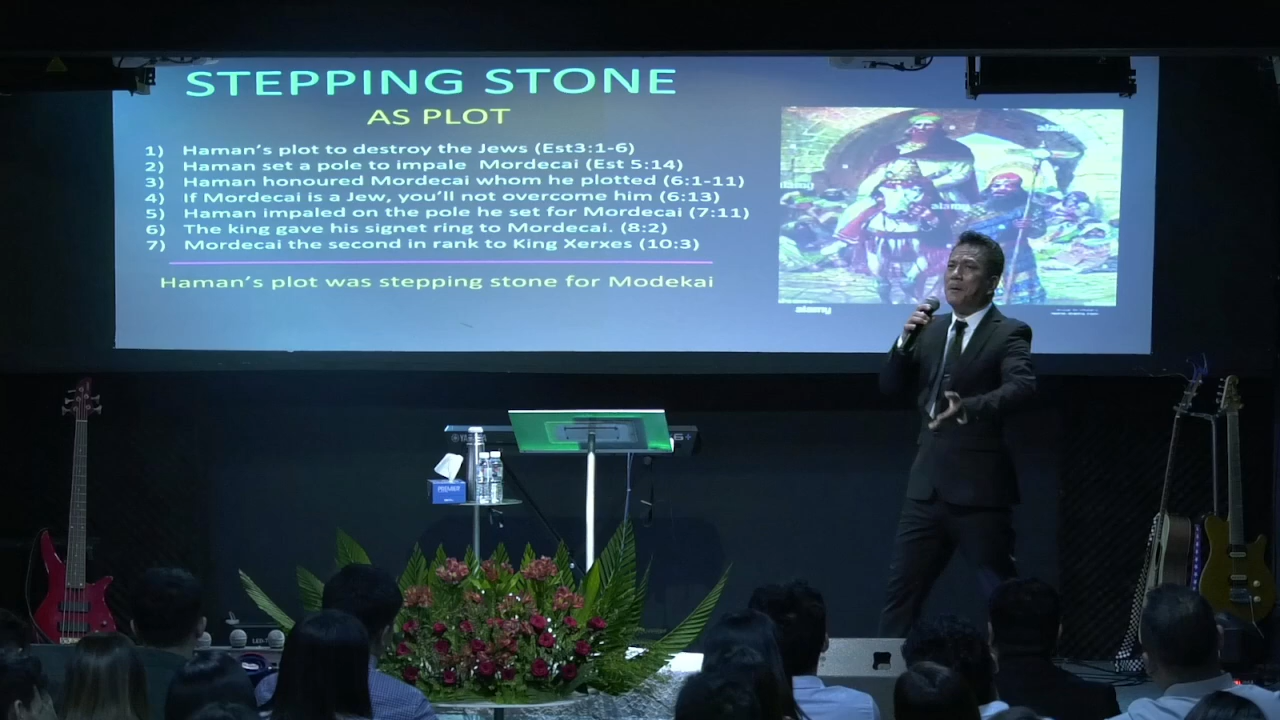 STEPPING STONE
AS PLOT
1) Haman's plot to destroy the Jews (Est3:1-6)
2) Haman set a pole to impale Mordecai (Est 5:14)
3) Haman honoured Mordecai whom he plotted (6:1-11)
4) If Mordecai is a Jew, you'll not overcome him (6:13)
5) Haman impaled on the pole he set for Mordecai (7:11)
6) The king gave his signet ring to Mordecai. (8:2)
7) Mordecai the second in rank to King Xerxes (10:3)
Haman's plot was stepping stone for Modekai
alamy
alamy
alamy